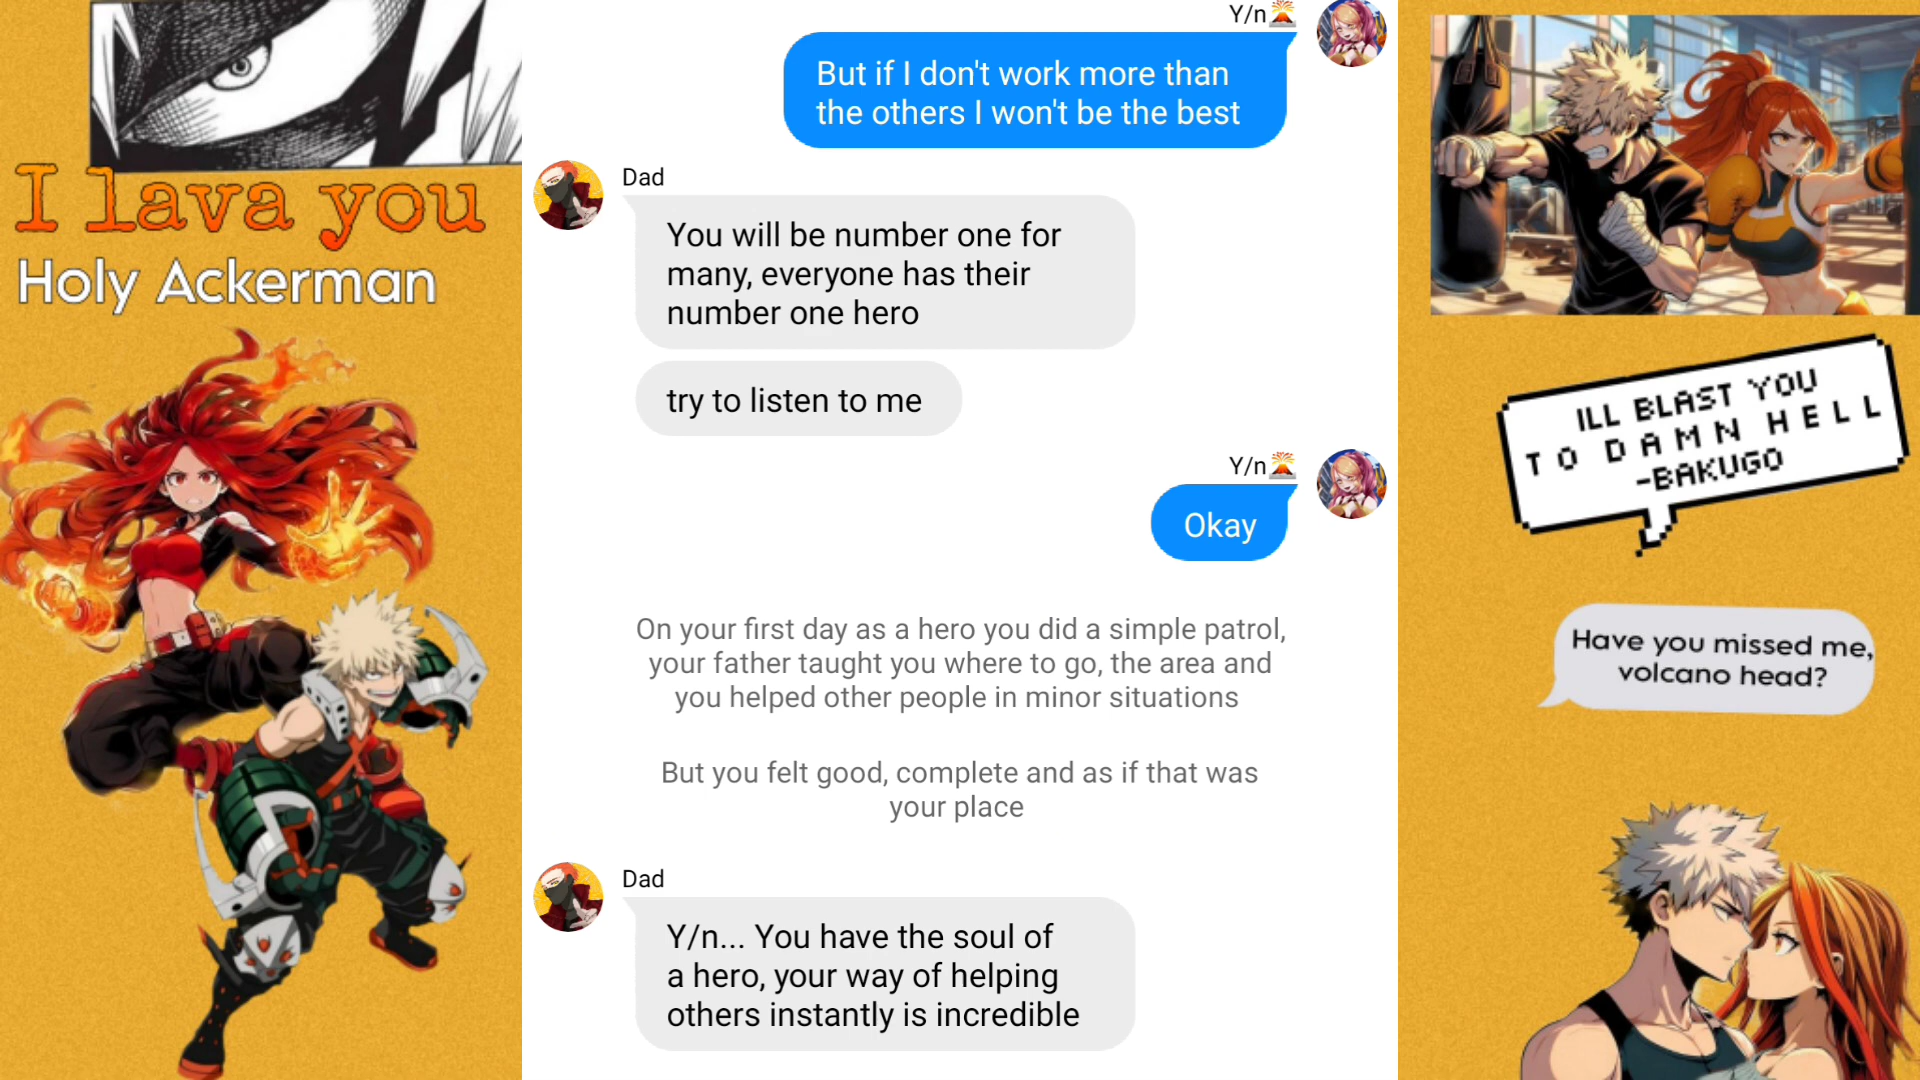 I lava you
Holy Ackerman
Y/n🌋
But if I don't work more than
the others I won't be the best
Dad
You will be number one for
many, everyone has their
number one hero
try to listen to me
Y/n🌋
Okay
On your first day as a hero you did a simple patrol,
your father taught you where to go, the area and
you helped other people in minor situations
But you felt good, complete and as if that was
your place
Dad
Y/n... You have the soul of
a hero, your way of helping
others instantly is incredible
ILL BLAST YOU
TO DAMN HELL
-BAKUGO
Have you missed me,
volcano head?